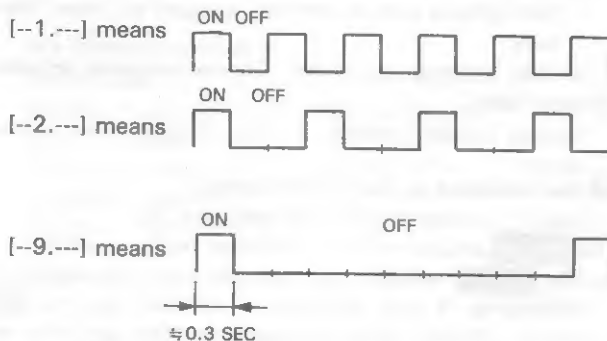 ON OFF
[--1.---] means
ON OFF
[--2.---] means
ON OFF
[--9.---] means
≒0.3 SEC